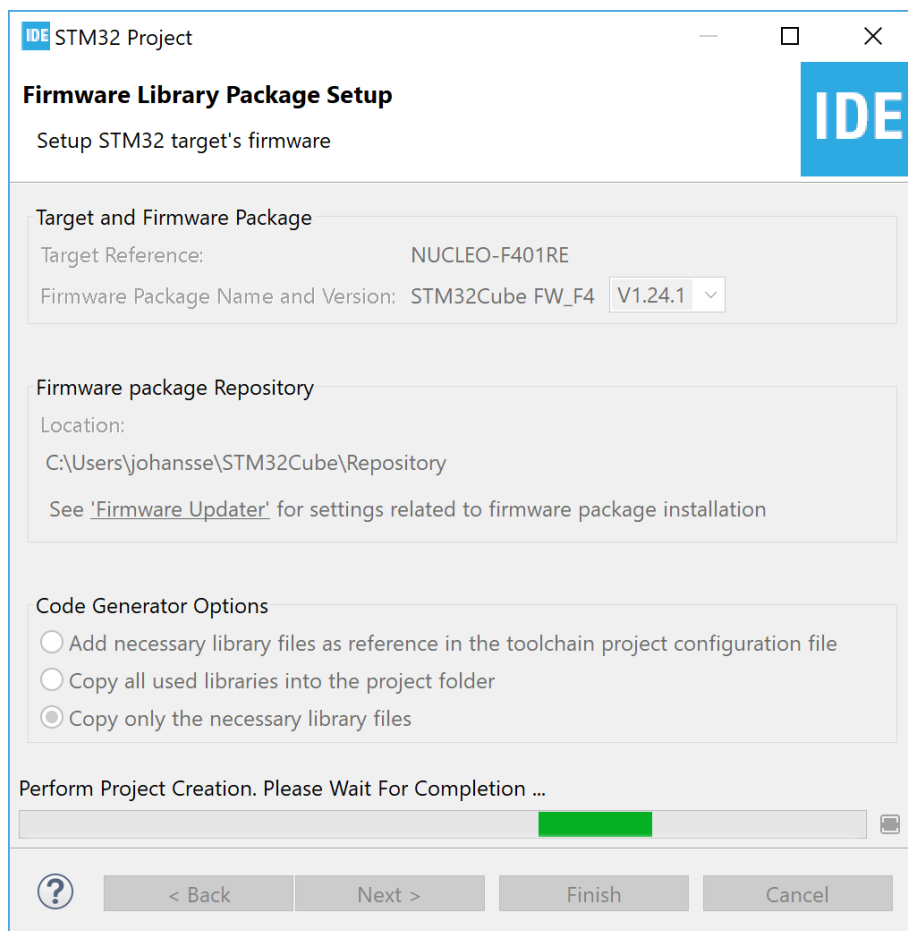 IDE STM32 Project
Firmware Library Package Setup
Setup STM32 target's firmware
IDE
Target and Firmware Package
Target Reference: NUCLEO-F401RE
Firmware Package Name and Version: STM32Cube FW_F4 V1.24.1
Firmware package Repository
Location:
C:\Users\johansse\STM32Cube\Repository
See 'Firmware Updater' for settings related to firmware package installation
Code Generator Options
Add necessary library files as reference in the toolchain project configuration file
Copy all used libraries into the project folder
Copy only the necessary library files
Perform Project Creation. Please Wait For Completion ...
? < Back Next > Finish Cancel